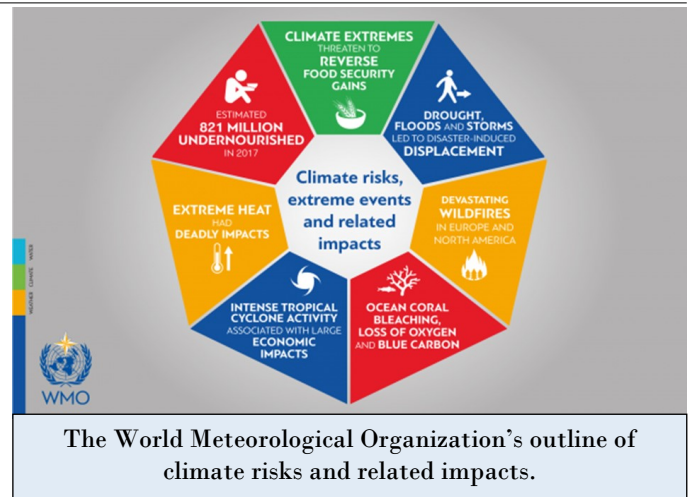 CLIMATE EXTREMES
THREATEN TO
REVERSE
FOOD SECURITY
GAINS
DROUGHT,
FLOODS AND STORMS
LED TO DISASTER-INDUCED
DISPLACEMENT
DEVASTATING
WILDFIRES
IN EUROPE AND
NORTH AMERICA
OCEAN CORAL
BLEACHING,
LOSS OF OXYGEN
AND BLUE CARBON
INTENSE TROPICAL
CYCLONE ACTIVITY
ASSOCIATED WITH LARGE
ECONOMIC
IMPACTS
EXTREME HEAT
HAD
DEADLY IMPACTS
ESTIMATED
821 MILLION
UNDERNOURISHED
IN 2017
Climate risks,
extreme events
and related
impacts
WEATHER CLIMATE WATER
WMO
The World Meteorological Organization’s outline of
climate risks and related impacts.